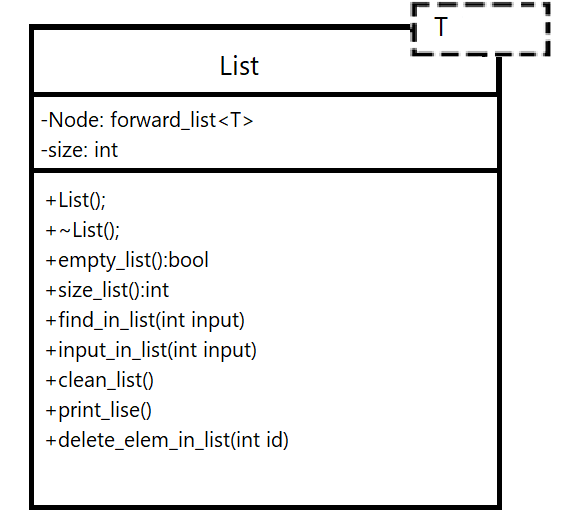 T
List
-Node: forward_list<T>
-size: int
+List();
+~List();
+empty_list():bool
+size_list():int
+find_in_list(int input)
+input_in_list(int input)
+clean_list()
+print_lise()
+delete_elem_in_list(int id)